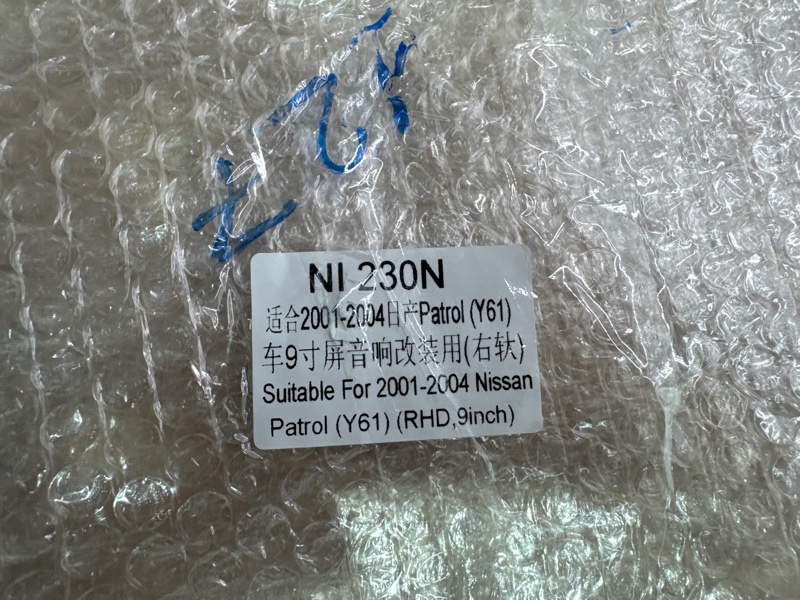 NI 230N
适合2001-2004日产Patrol (Y61)
车9寸屏音响改装用(右软)
Suitable For 2001-2004 Nissan
Patrol (Y61) (RHD,9inch)